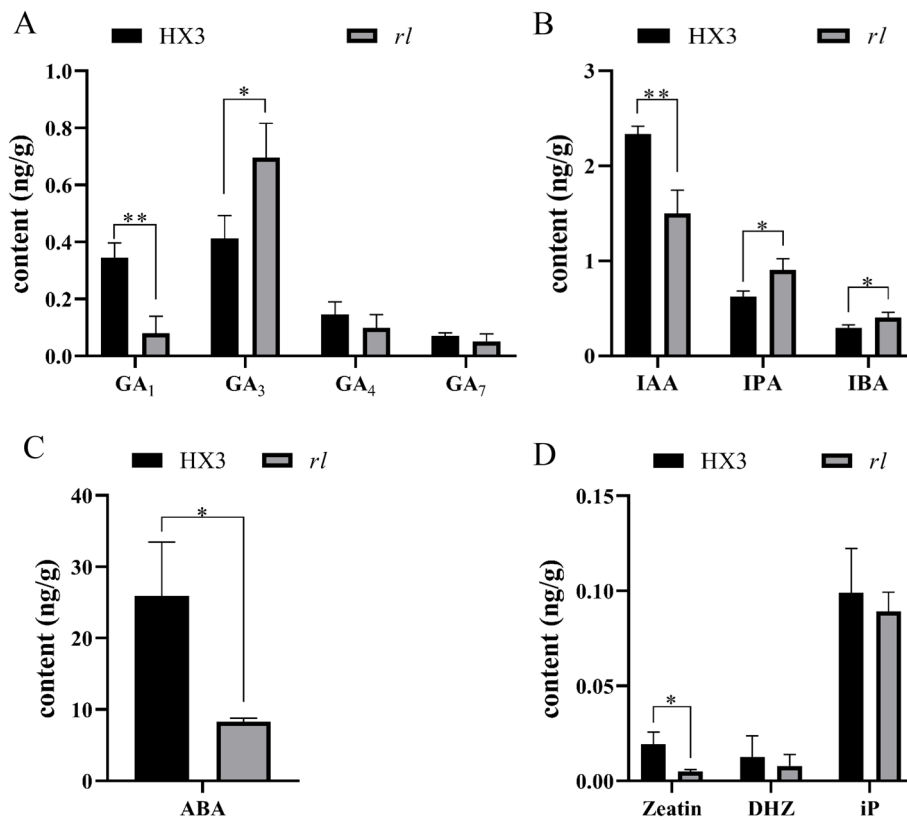 A
HX3
rl
content (ng/g)
1.0
0.8
0.6
0.4
0.2
0.0
**
*
GA₁
GA₃
GA₄
GA₇
B
HX3
rl
content (ng/g)
3
2
1
0
**
*
*
IAA
IPA
IBA
C
HX3
rl
content (ng/g)
40
30
20
10
0
*
ABA
D
HX3
rl
content (ng/g)
0.15
0.10
0.05
0.00
*
Zeatin
DHZ
iP